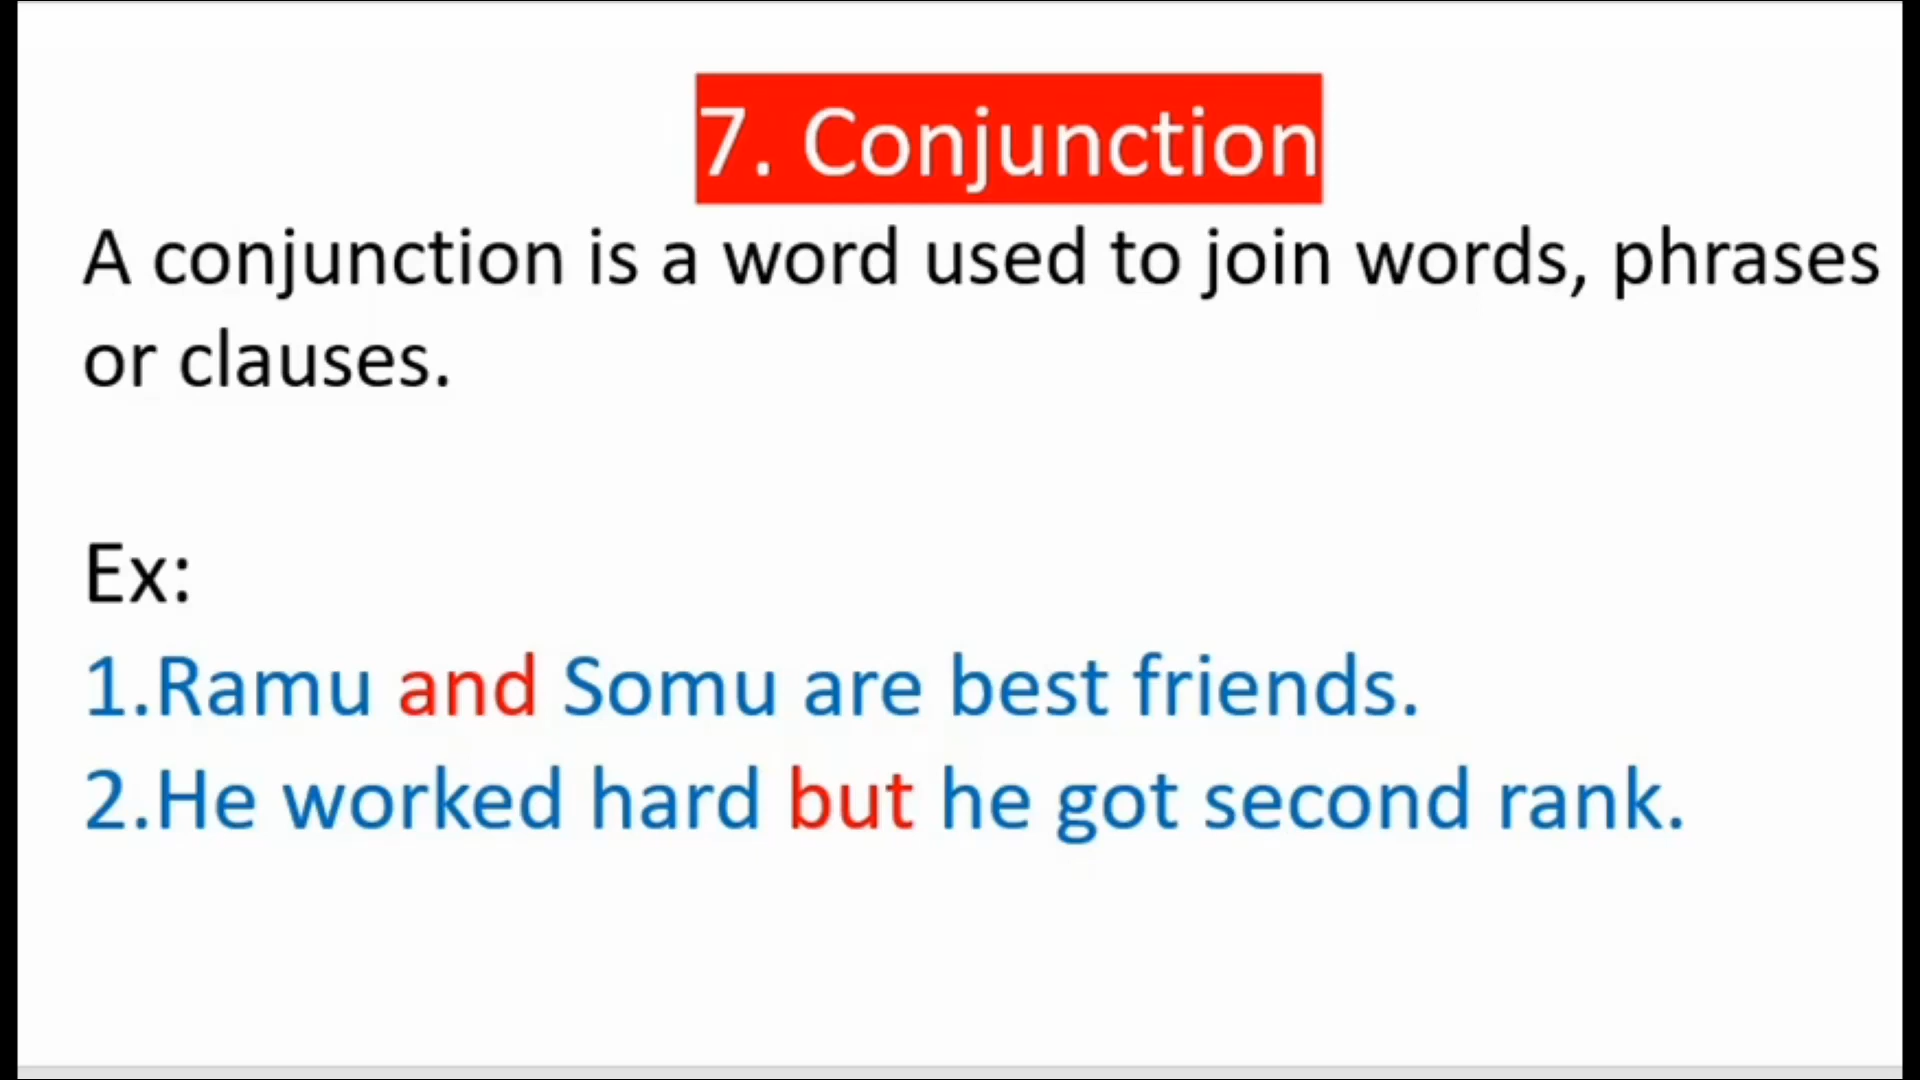 7. Conjunction
A conjunction is a word used to join words, phrases
or clauses.
Ex:
1.Ramu and Somu are best friends.
2.He worked hard but he got second rank.